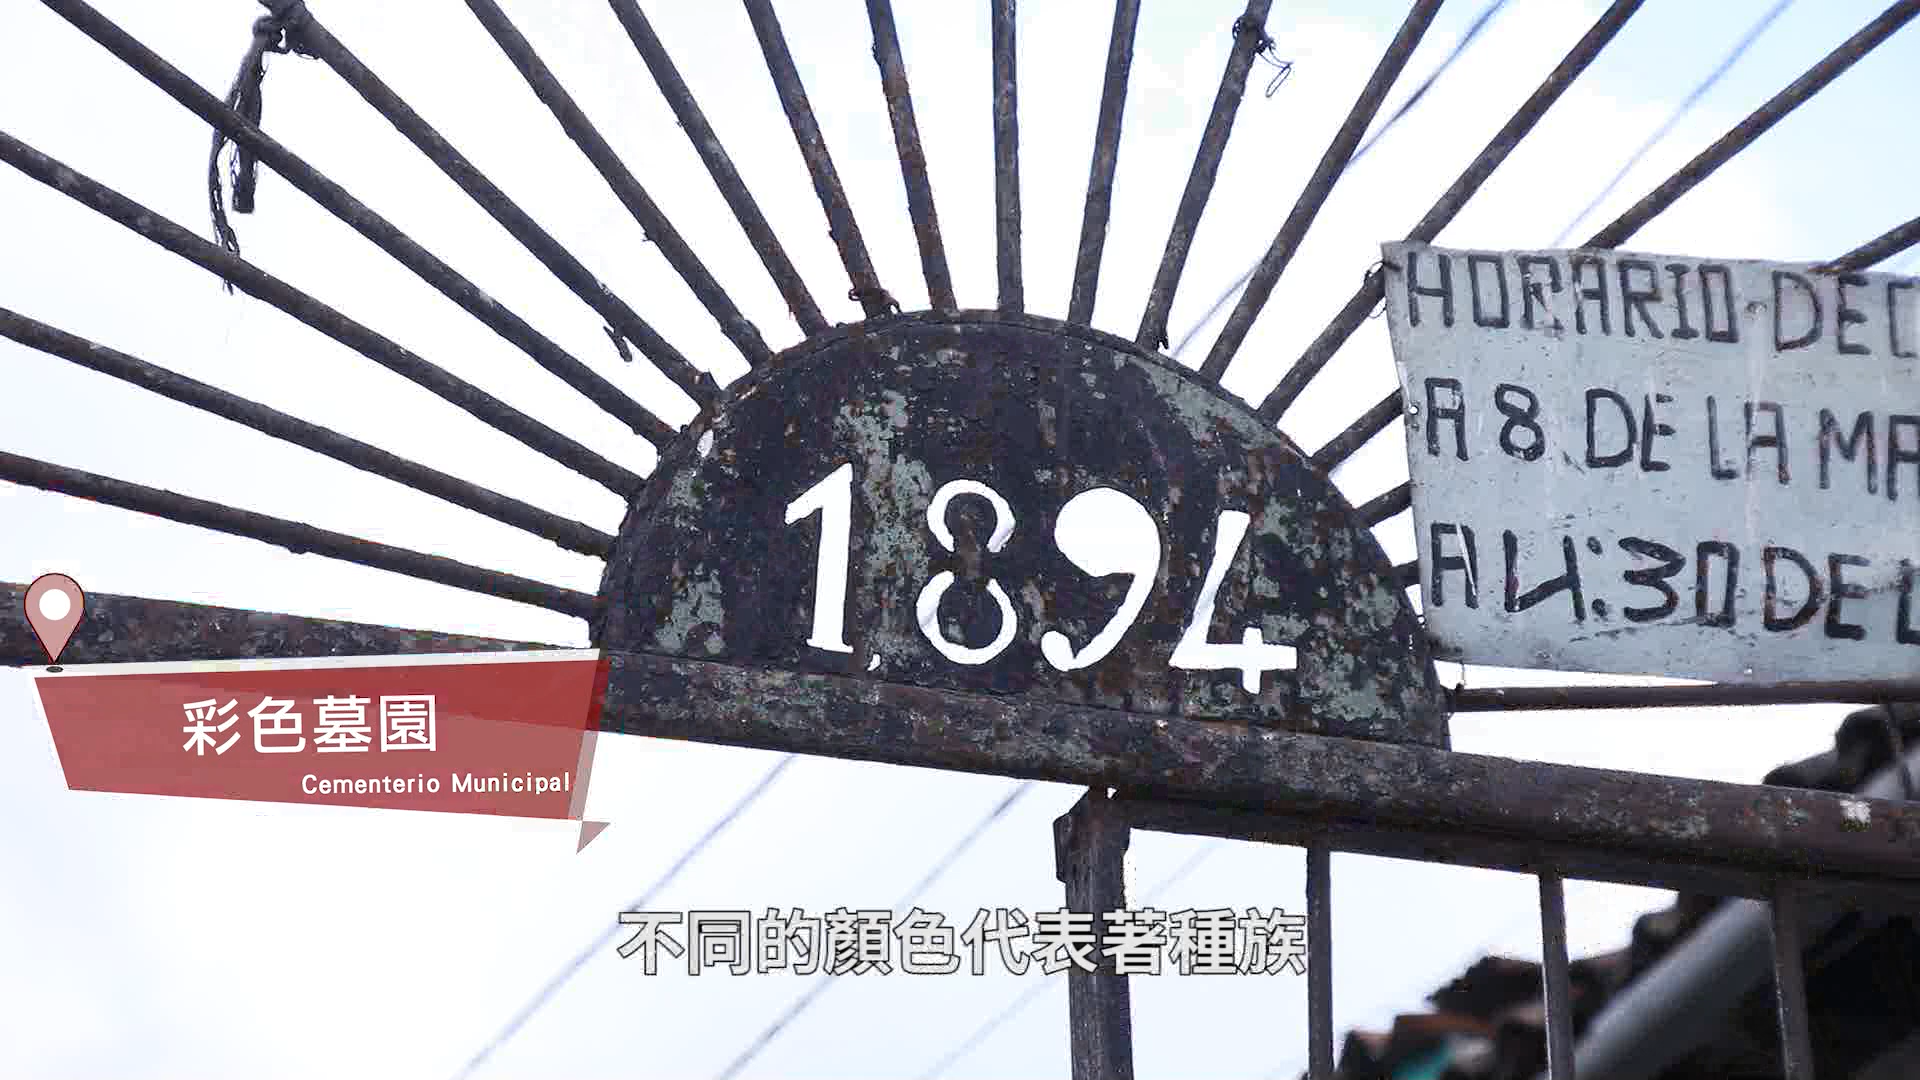 1894
HORARIO DE
A 8 DE LA
A 4:30 DE
彩色墓園
Cementerio Municipal
不同的顏色代表著種族